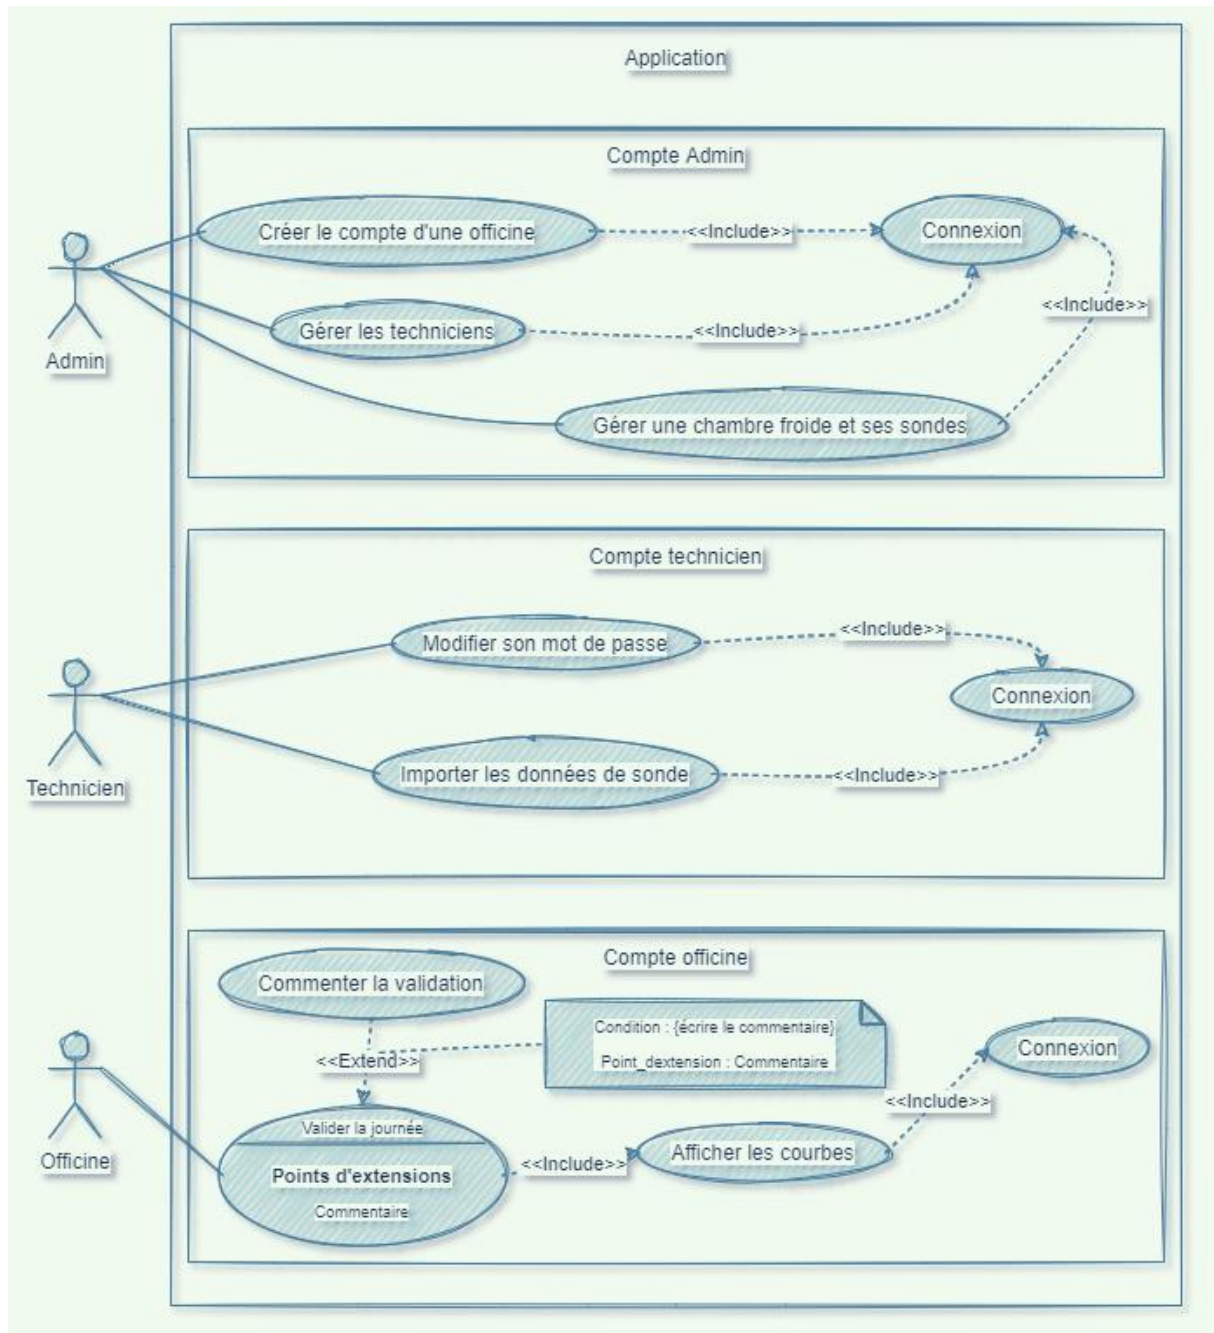 Application
Compte Admin
Créer le compte d'une officine
<<Include>>
Connexion
<<Include>>
Gérer les techniciens
<<Include>>
Admin
Gérer une chambre froide et ses sondes
Compte technicien
Modifier son mot de passe
<<Include>>
Connexion
Importer les données de sonde
<<Include>>
Technicien
Compte officine
Commenter la validation
Condition : {écrire le commentaire}
Point_dextension : Commentaire
<<Extend>>
Connexion
<<Include>>
Valider la journée
Points d'extensions
Commentaire
<<Include>>
Afficher les courbes
Officine